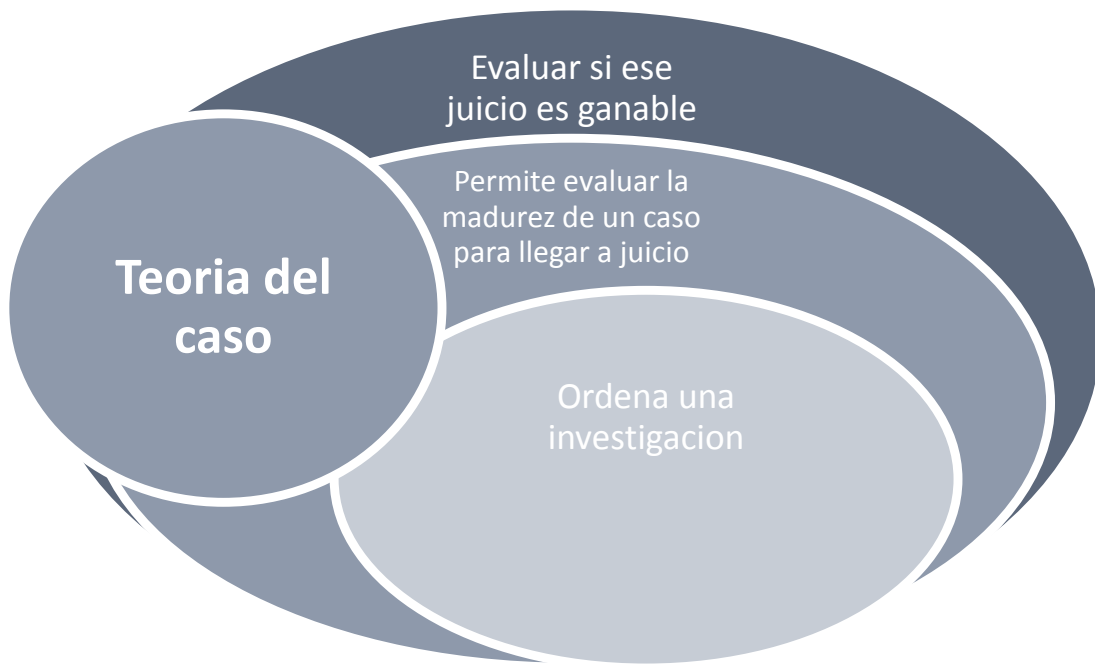 Evaluar si ese
juicio es ganable
Permite evaluar la
madurez de un caso
para llegar a juicio
Teoria del
caso
Ordena una
investigacion